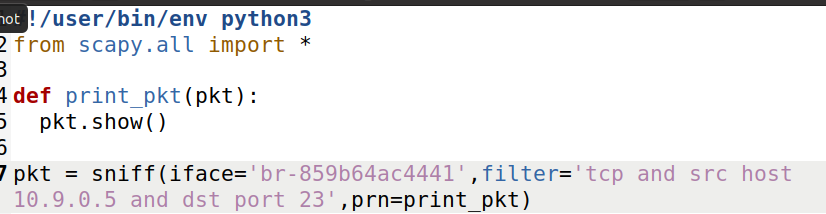 not
!/user/bin/env python3
2 from scapy.all import *
3
4 def print_pkt(pkt):
5 pkt.show()
6
7 pkt = sniff(iface='br-859b64ac4441',filter='tcp and src host
10.9.0.5 and dst port 23',prn=print_pkt)